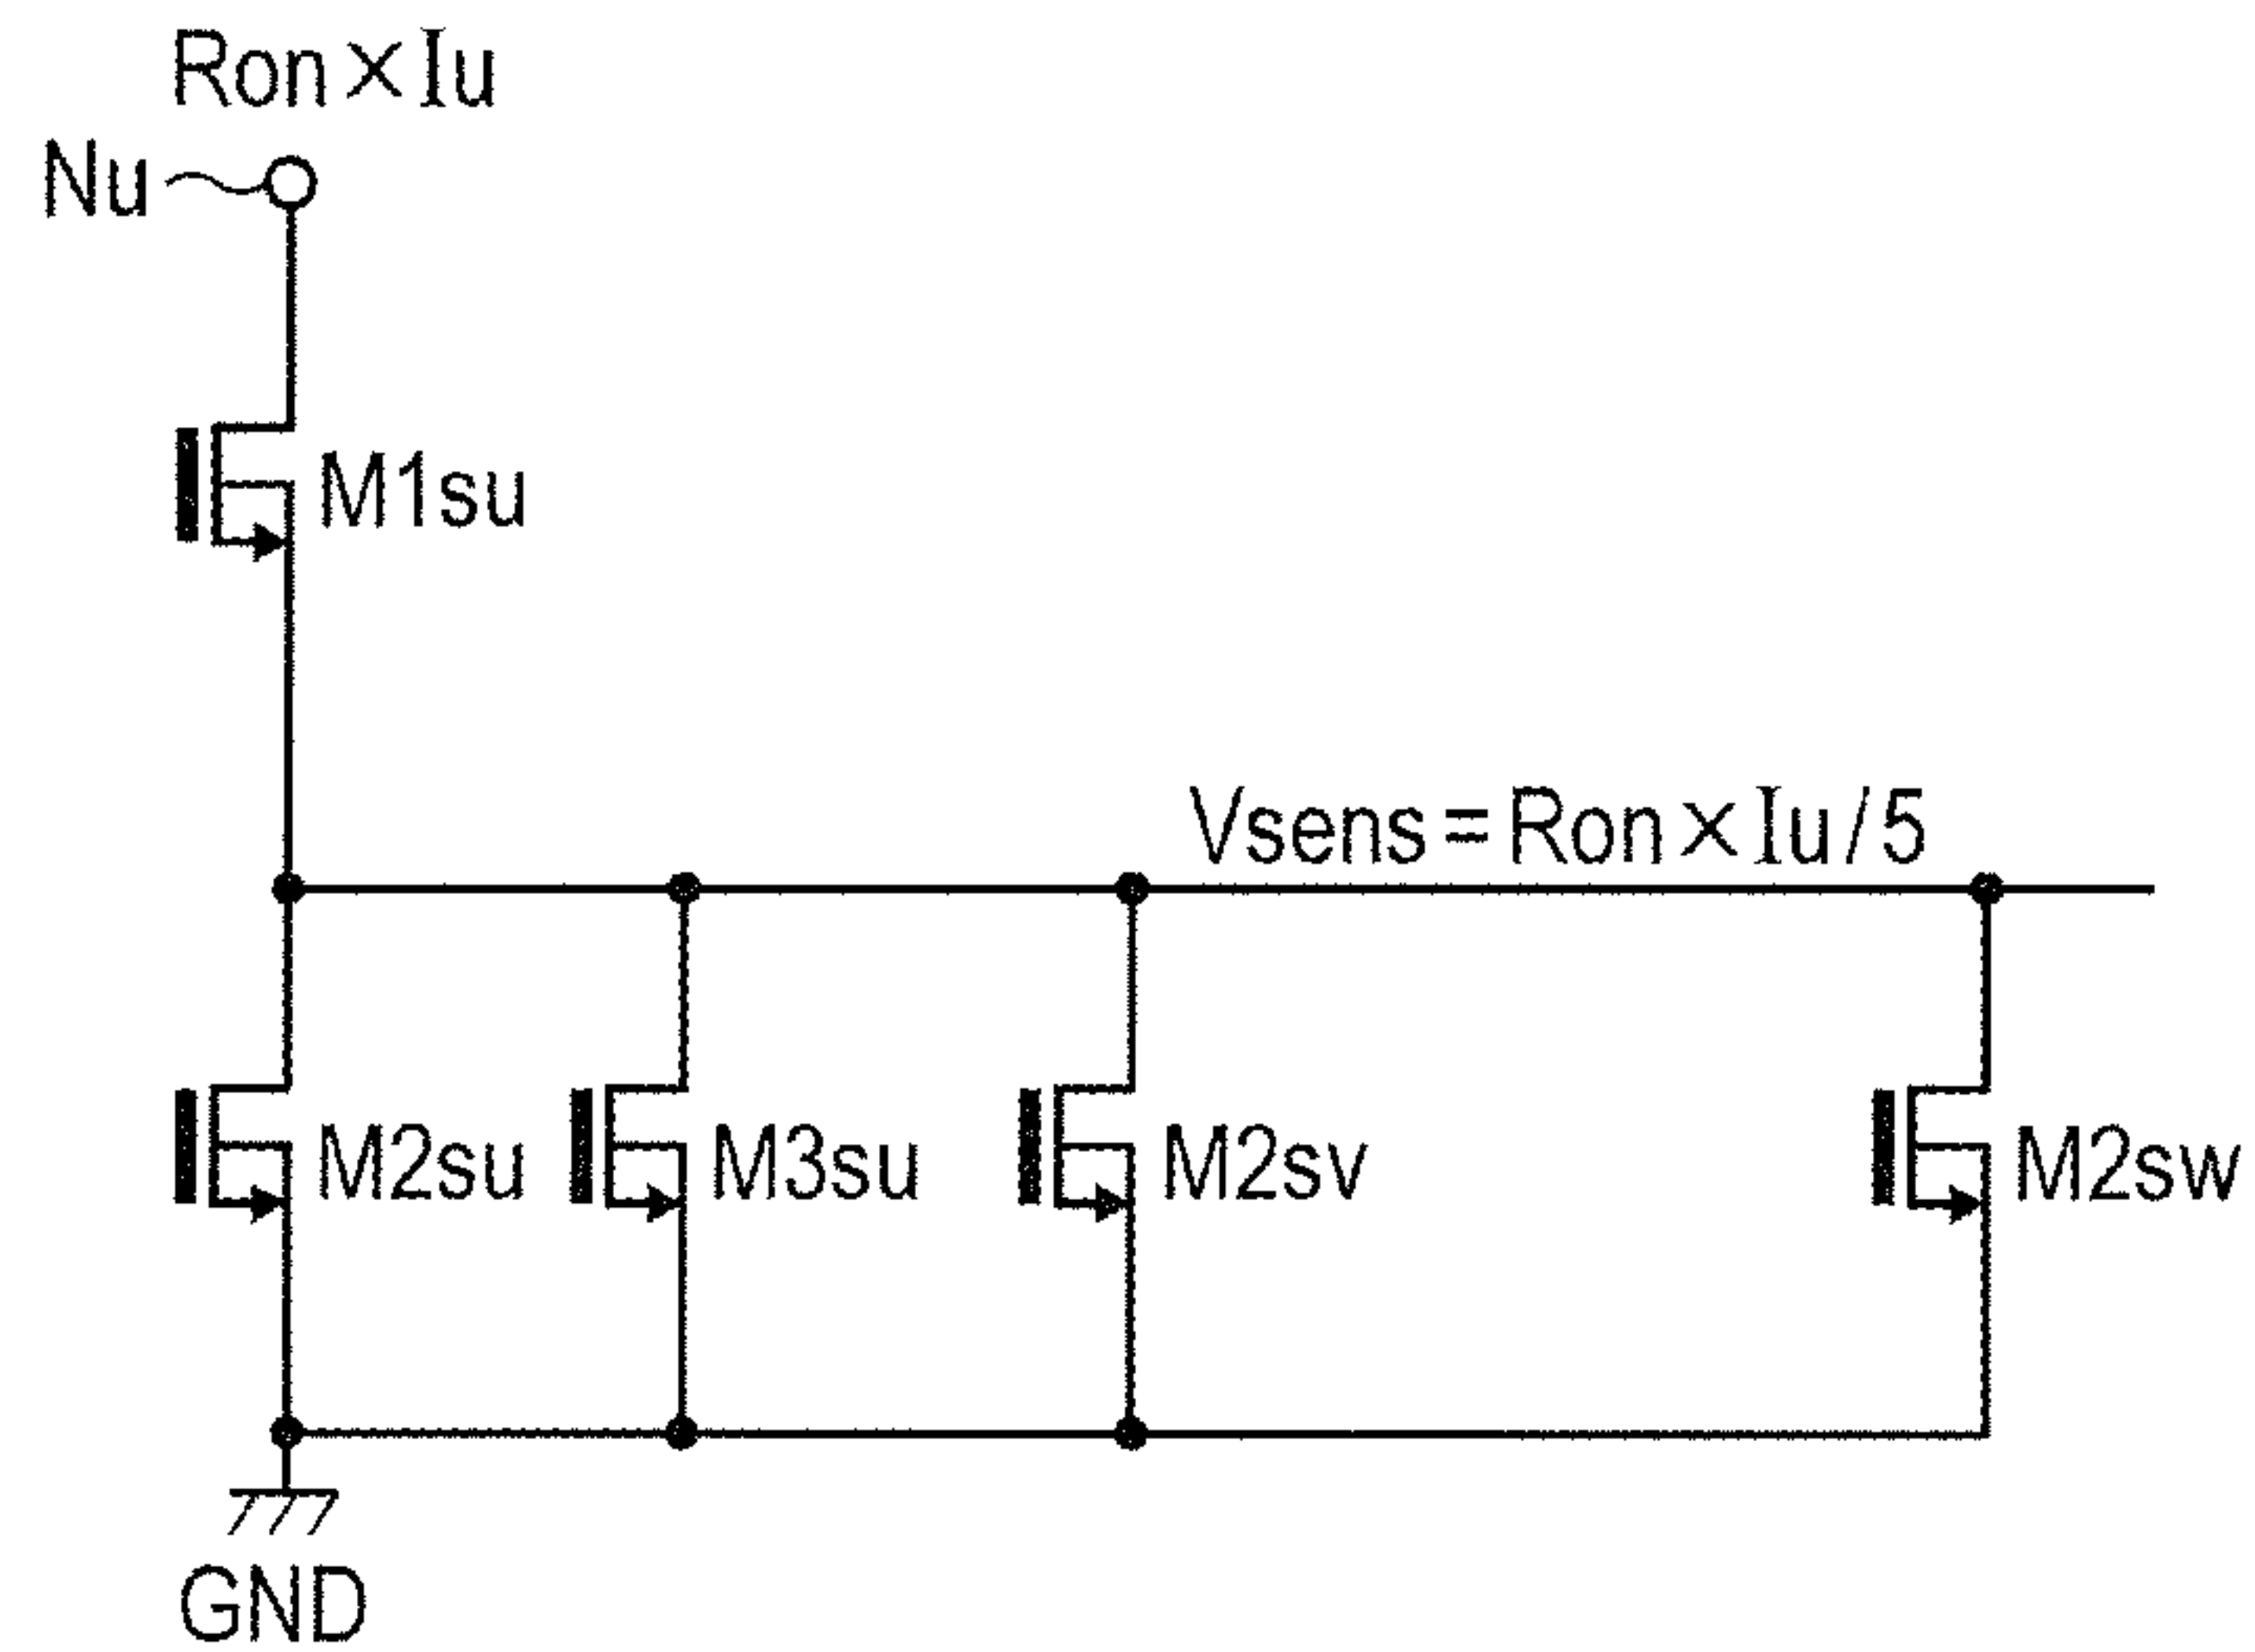 Ron×Iu
Nu
M1su
Vsens=Ron×Iu/5
M2su
M3su
M2sv
M2sw
GND